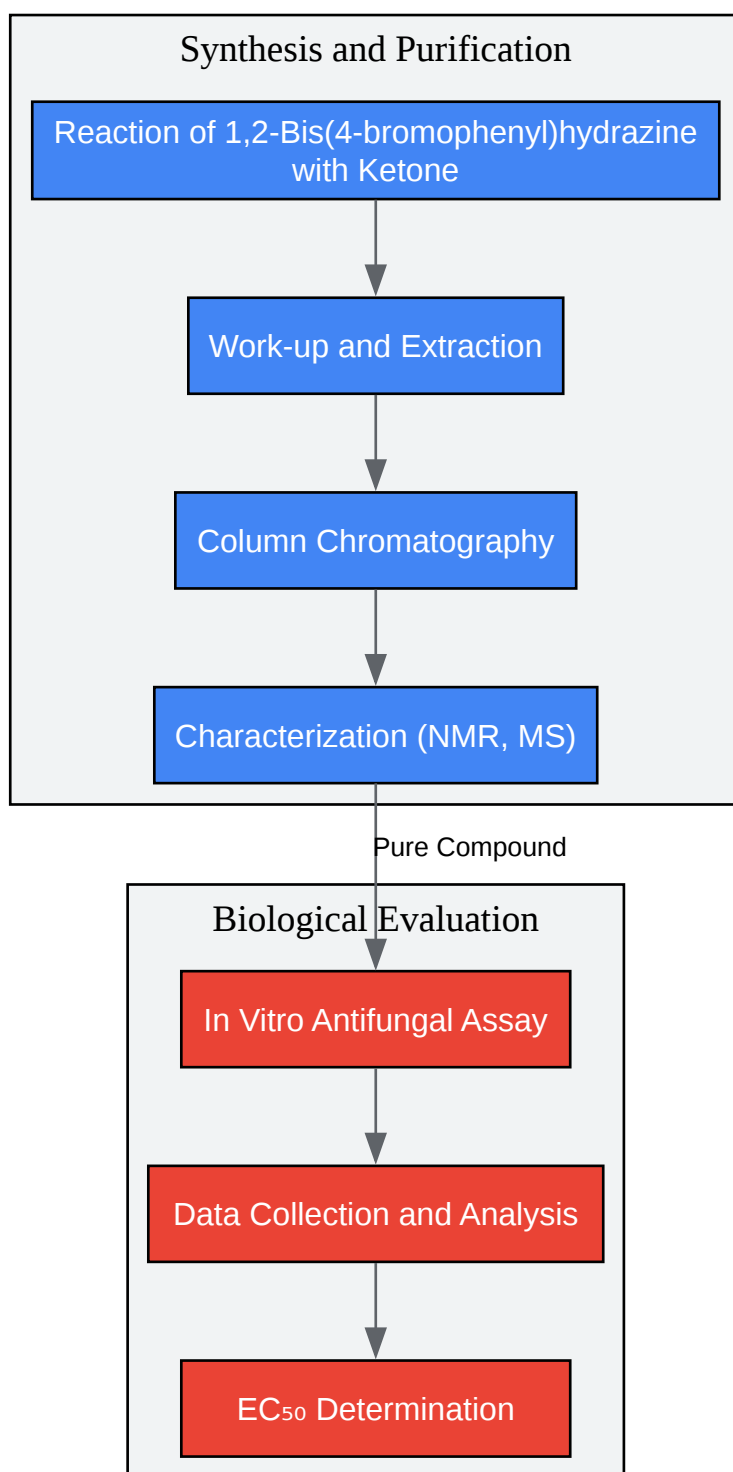 Synthesis and Purification
Reaction of 1,2-Bis(4-bromophenyl)hydrazine
with Ketone
Work-up and Extraction
Column Chromatography
Characterization (NMR, MS)
Pure Compound
Biological Evaluation
In Vitro Antifungal Assay
Data Collection and Analysis
EC₅₀ Determination